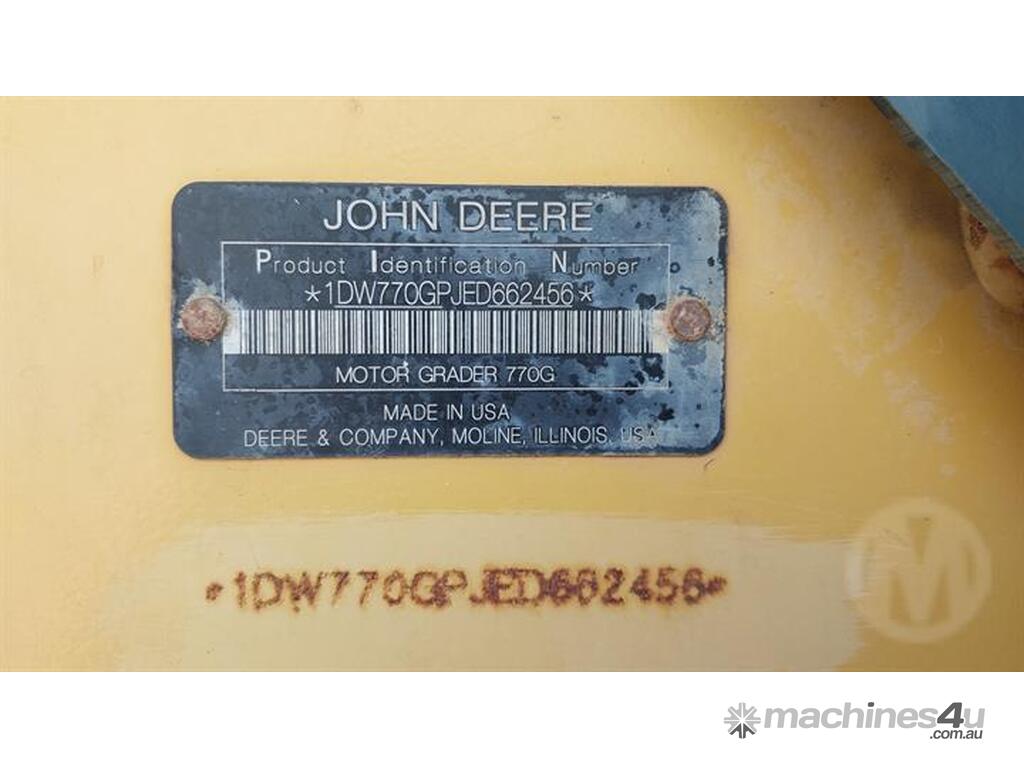 JOHN DEERE
Product Identification Number
*1DW770GPJED662456*
MOTOR GRADER 770G
MADE IN USA
DEERE & COMPANY, MOLINE, ILLINOIS, USA
*1DW770GPJED662456*
M
machines4u
.com.au